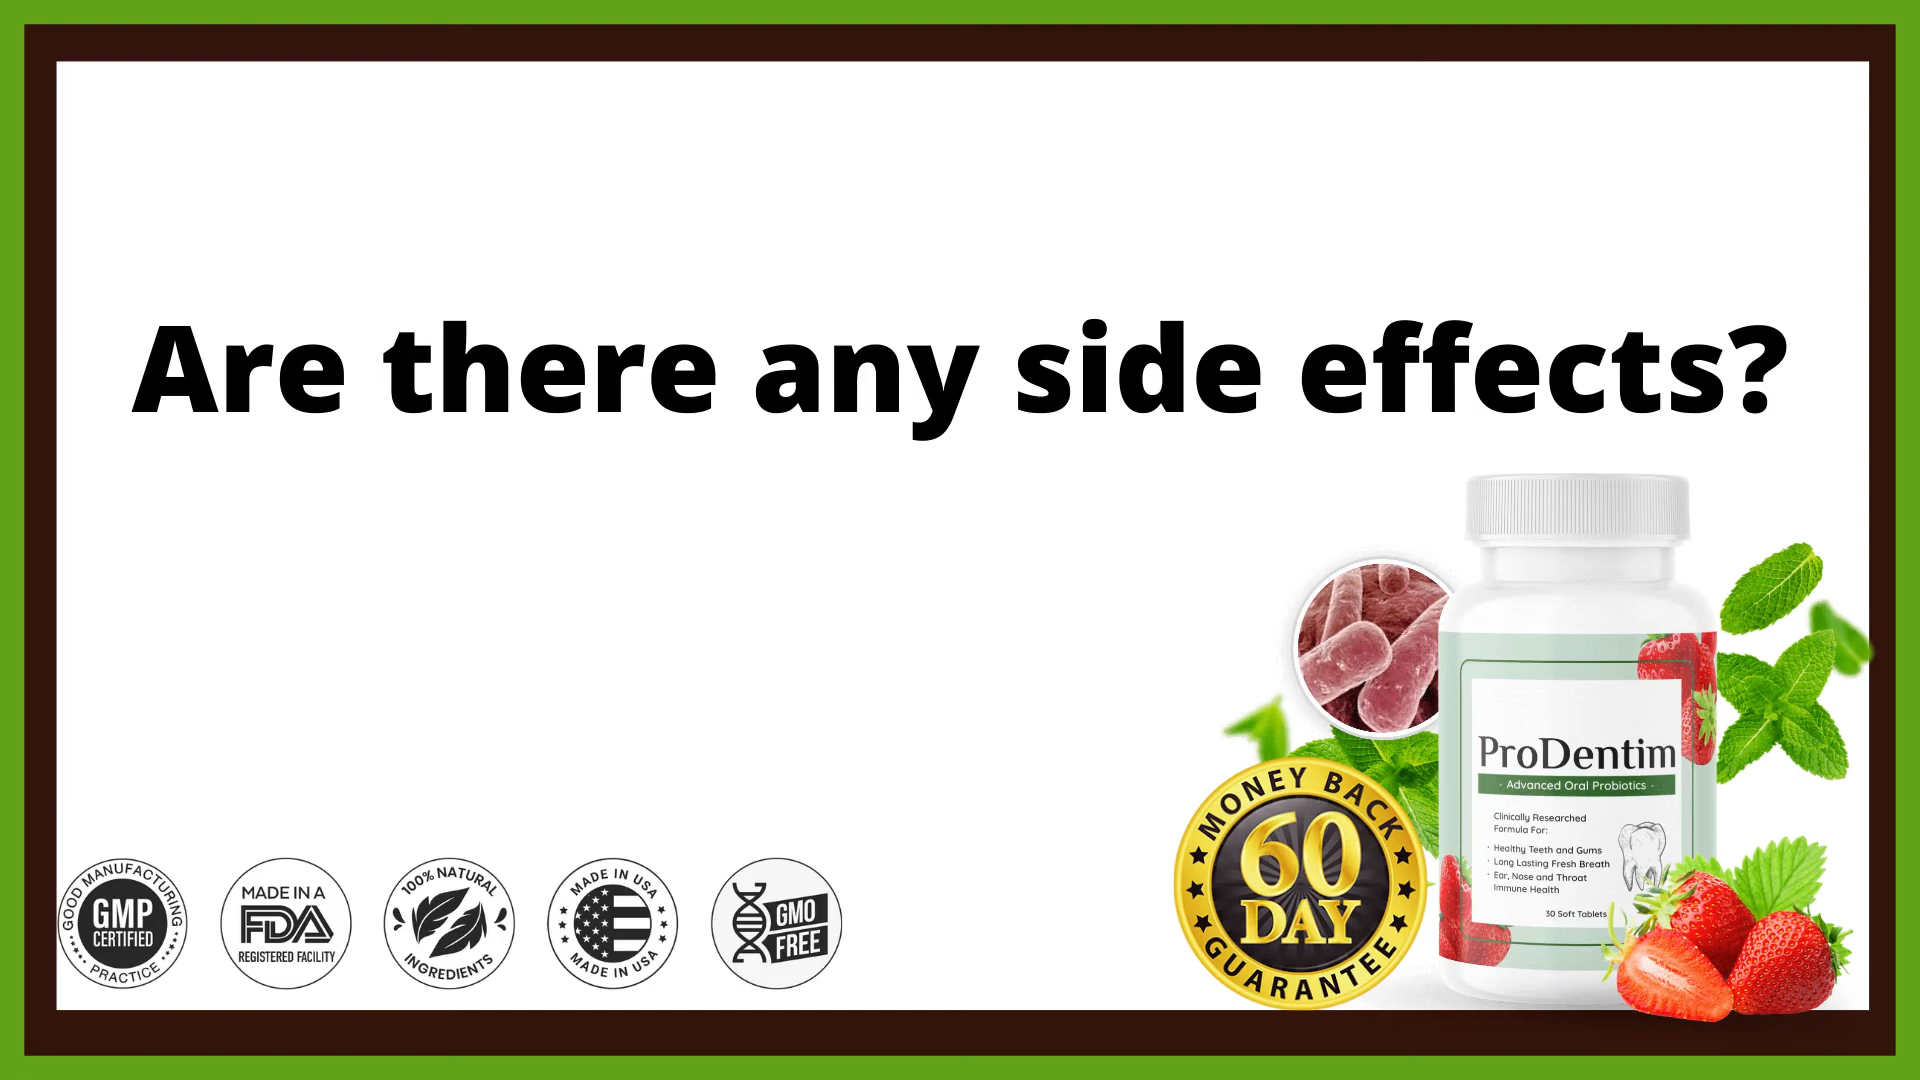 Are there any side effects?
GOOD MANUFACTURING
GMP
CERTIFIED
PRACTICE
MADE IN A
FDA
REGISTERED FACILITY
100% NATURAL
INGREDIENTS
MADE IN USA
MADE IN USA
GMO
FREE
MONEY BACK
60
DAY
GUARANTEE
ProDentim
· Advanced Oral Probiotics ·
Clinically Researched
Formula For:
· Healthy Teeth and Gums
· Long Lasting Fresh Breath
· Ear, Nose and Throat
Immune Health
30 Soft Tablets